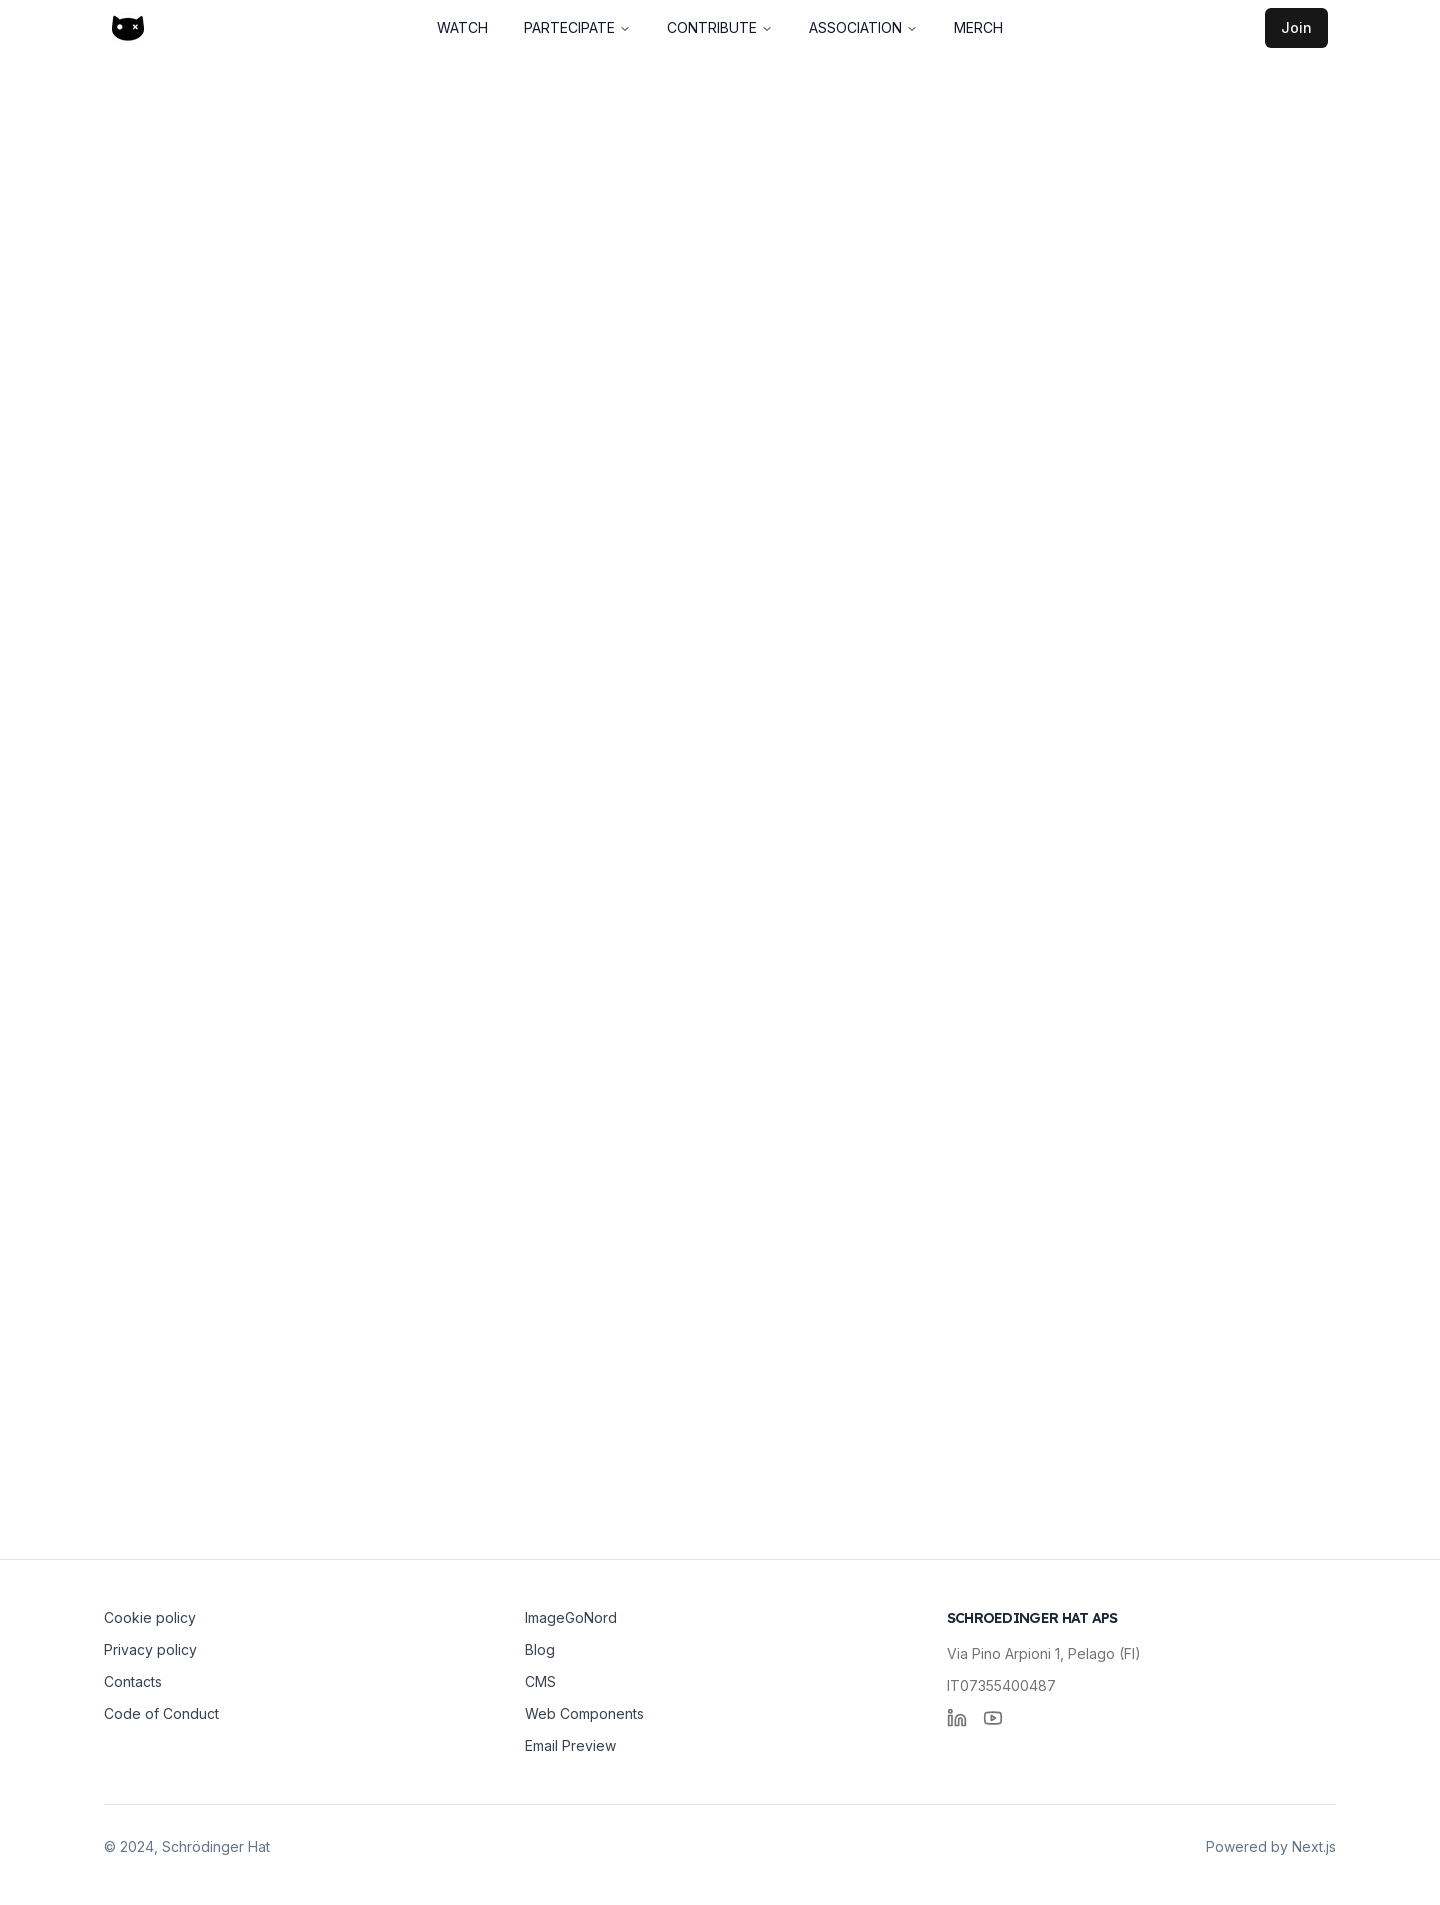 WATCH PARTECIPATE CONTRIBUTE ASSOCIATION MERCH Join
Cookie policy
Privacy policy
Contacts
Code of Conduct
ImageGoNord
Blog
CMS
Web Components
Email Preview
SCHROEDINGER HAT APS
Via Pino Arpioni 1, Pelago (FI)
IT07355400487
© 2024, Schrödinger Hat
Powered by Next.js